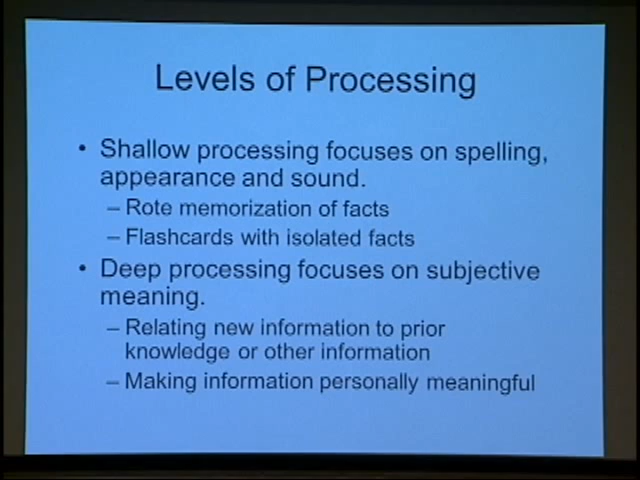 Levels of Processing
• Shallow processing focuses on spelling,
appearance and sound.
– Rote memorization of facts
– Flashcards with isolated facts
• Deep processing focuses on subjective
meaning.
– Relating new information to prior
knowledge or other information
– Making information personally meaningful